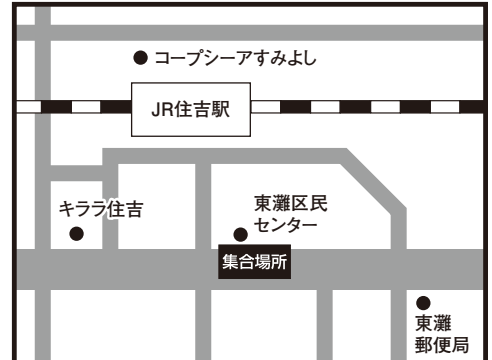 コープシーアすみよし
JR住吉駅
キララ住吉
東灘区民
センター
集合場所
東灘
郵便局